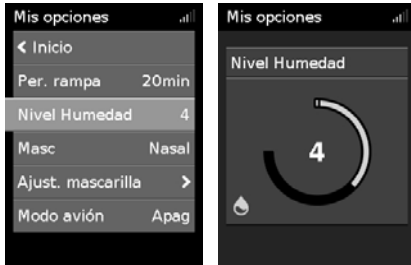 Mis opciones
Inicio
Per. rampa 20min
Nivel Humedad 4
Masc Nasal
Ajust. mascarilla
Modo avión Apag
Mis opciones
Nivel Humedad
4